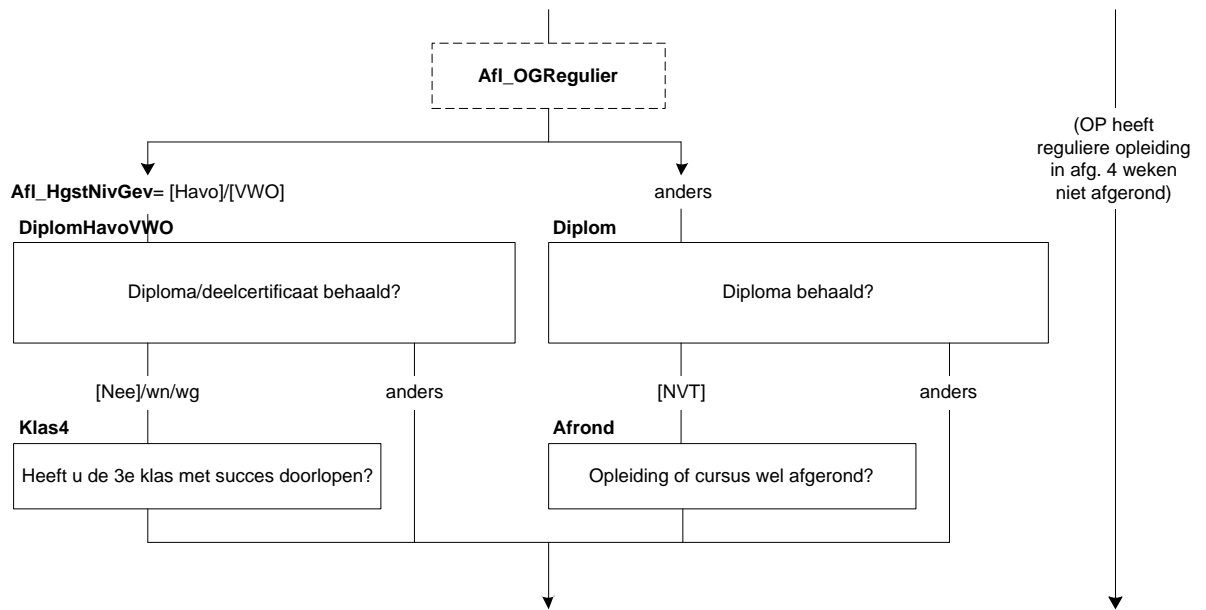 Afl_OGRegulier
(OP heeft
reguliere opleiding
in afg. 4 weken
niet afgerond)
Afl_HgstNivGev= [Havo]/[VWO]
anders
DiplomHavoVWO
Diplom
Diploma/deelcertificaat behaald?
Diploma behaald?
[Nee]/wn/wg
anders
[NVT]
anders
Klas4
Afrond
Heeft u de 3e klas met succes doorlopen?
Opleiding of cursus wel afgerond?